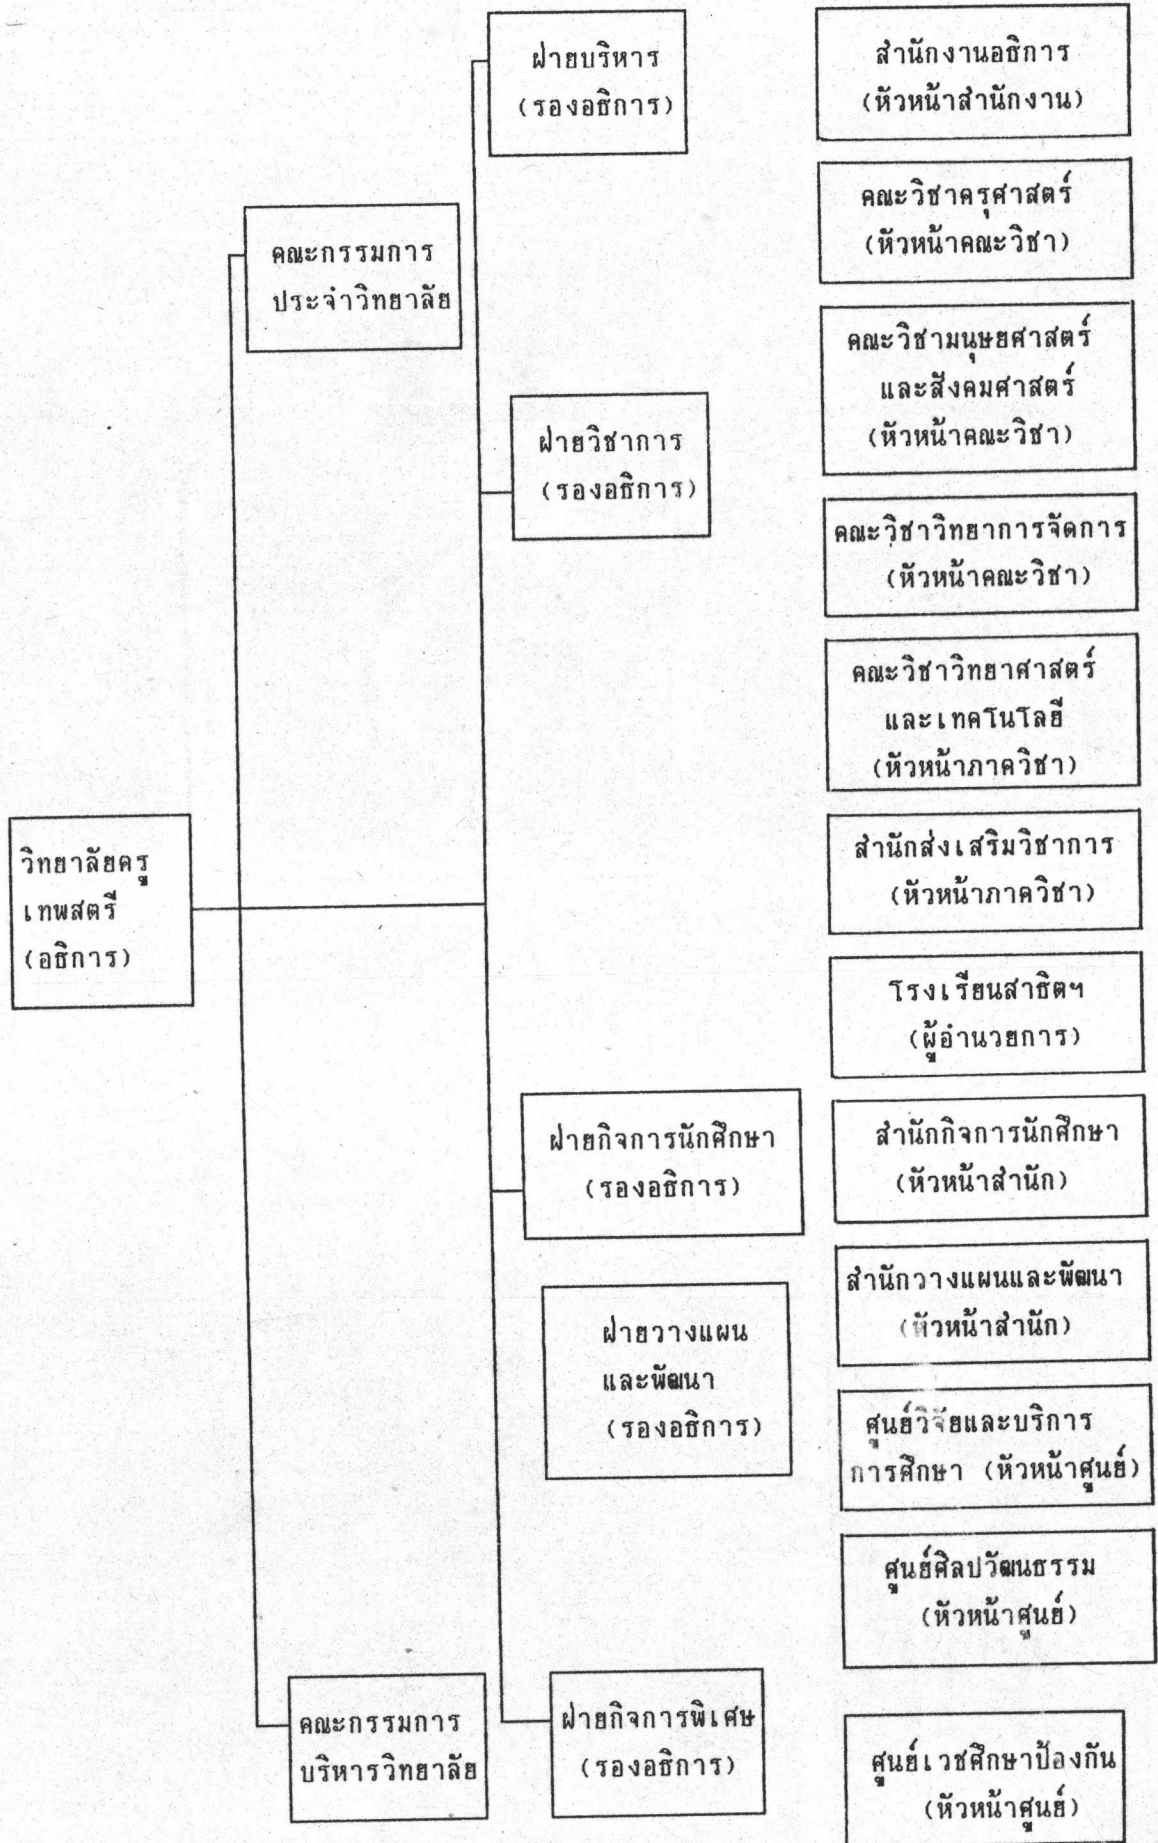 วิทยาลัยครู
เทพสตรี
(อธิการ)
คณะกรรมการ
ประจำวิทยาลัย
คณะกรรมการ
บริหารวิทยาลัย
ฝ่ายบริหาร
(รองอธิการ)
ฝ่ายวิชาการ
(รองอธิการ)
ฝ่ายกิจการนักศึกษา
(รองอธิการ)
ฝ่ายวางแผน
และพัฒนา
(รองอธิการ)
ฝ่ายกิจการพิเศษ
(รองอธิการ)
สำนักงานอธิการ
(หัวหน้าสำนักงาน)
คณะวิชาครุศาสตร์
(หัวหน้าคณะวิชา)
คณะวิชามนุษยศาสตร์
และสังคมศาสตร์
(หัวหน้าคณะวิชา)
คณะวิชาวิทยาการจัดการ
(หัวหน้าคณะวิชา)
คณะวิชาวิทยาศาสตร์
และเทคโนโลยี
(หัวหน้าภาควิชา)
สำนักส่งเสริมวิชาการ
(หัวหน้าภาควิชา)
โรงเรียนสาธิตฯ
(ผู้อำนวยการ)
สำนักกิจการนักศึกษา
(หัวหน้าสำนัก)
สำนักวางแผนและพัฒนา
(หัวหน้าสำนัก)
ศูนย์วิจัยและบริการ
การศึกษา (หัวหน้าศูนย์)
ศูนย์ศิลปวัฒนธรรม
(หัวหน้าศูนย์)
ศูนย์เวชศึกษาป้องกัน
(หัวหน้าศูนย์)